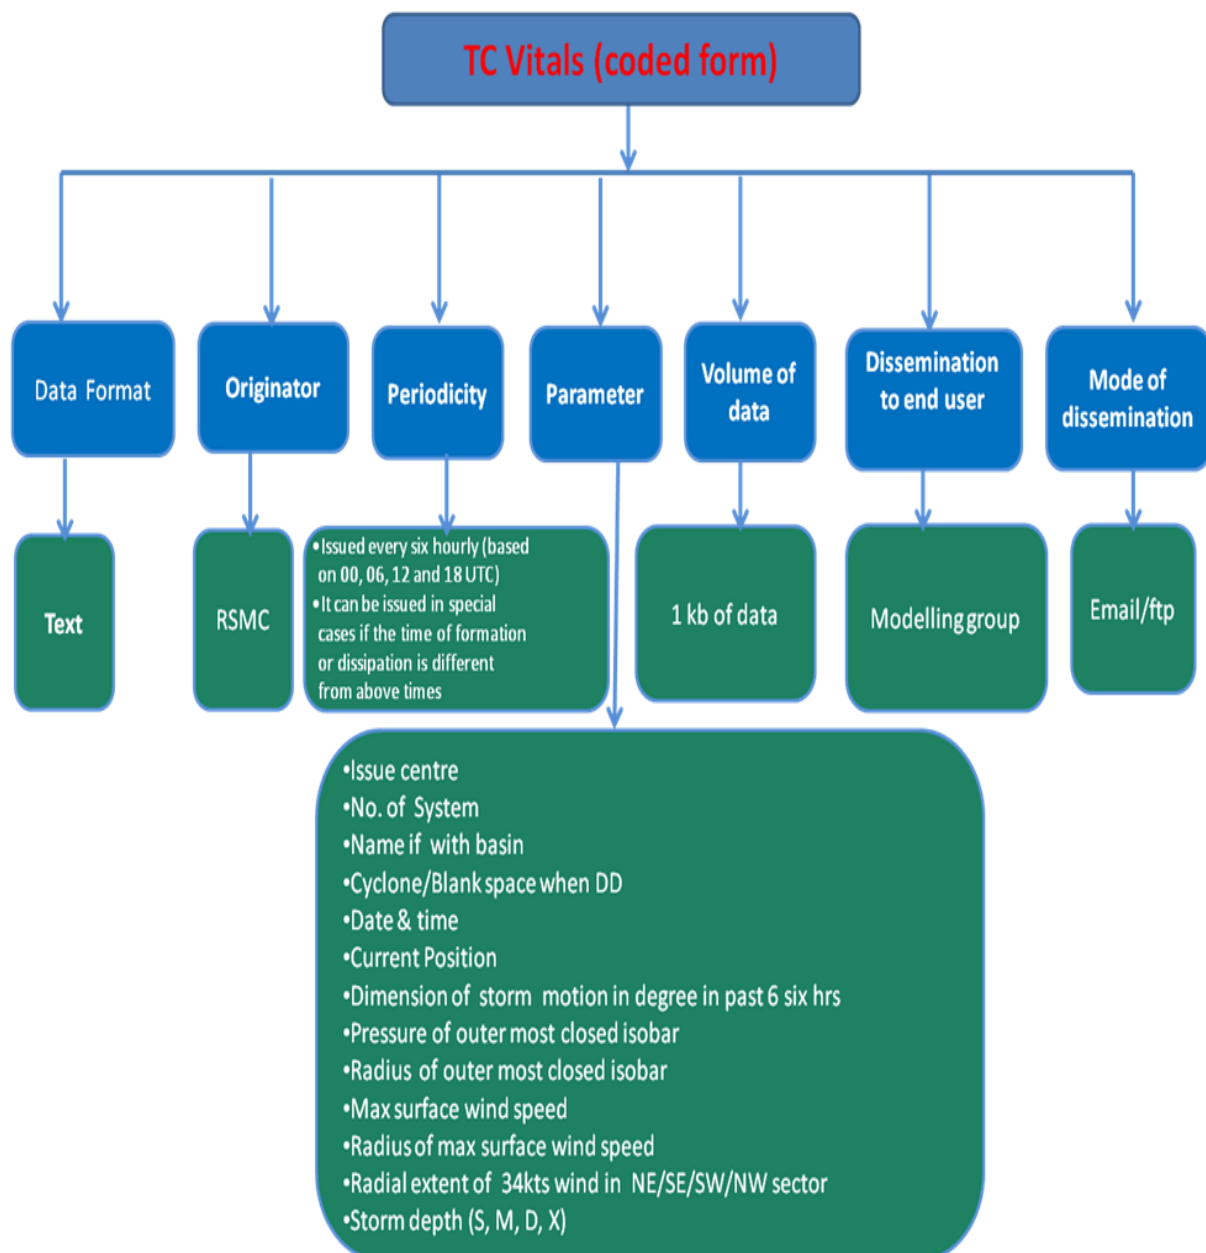 TC Vitals (coded form)
Data Format
Originator
Periodicity
Parameter
Volume of
data
Dissemination
to end user
Mode of
dissemination
Text
RSMC
•Issued every six hourly (based
on 00, 06, 12 and 18 UTC)
•It can be issued in special
cases if the time of formation
or dissipation is different
from above times
1 kb of data
Modelling group
Email/ftp
•Issue centre
•No. of System
•Name if with basin
•Cyclone/Blank space when DD
•Date & time
•Current Position
•Dimension of storm motion in degree in past 6 six hrs
•Pressure of outer most closed isobar
•Radius of outer most closed isobar
•Max surface wind speed
•Radius of max surface wind speed
•Radial extent of 34kts wind in NE/SE/SW/NW sector
•Storm depth (S, M, D, X)